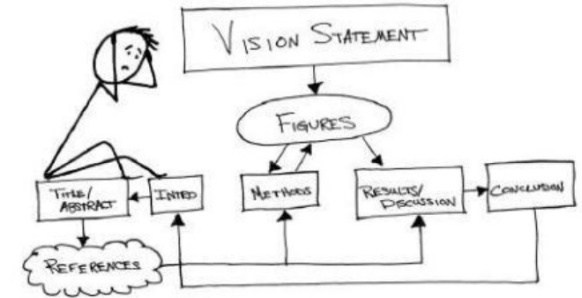 VISION STATEMENT
FIGURES
TITLE/
ABSTRACT
INTRO
METHODS
RESULTS/
DISCUSSION
CONCLUSION
REFERENCES